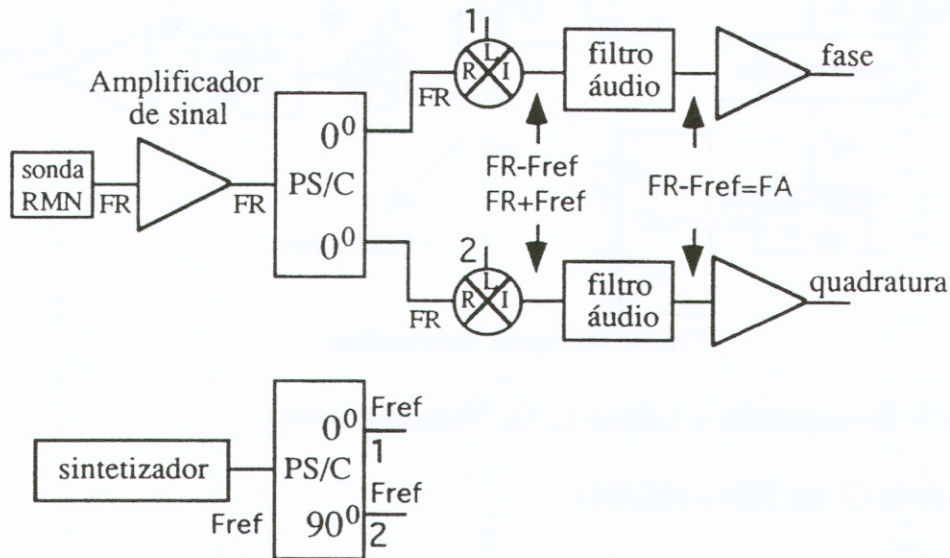 1
R L I
filtro
áudio
fase
Amplificador
de sinal
FR
0⁰
sonda
RMN
FR
FR
PS/C
0⁰
FR-Fref
FR+Fref
FR-Fref=FA
2
R L I
filtro
áudio
quadratura
FR
sintetizador
Fref
PS/C
0⁰
Fref
1
90⁰
Fref
2